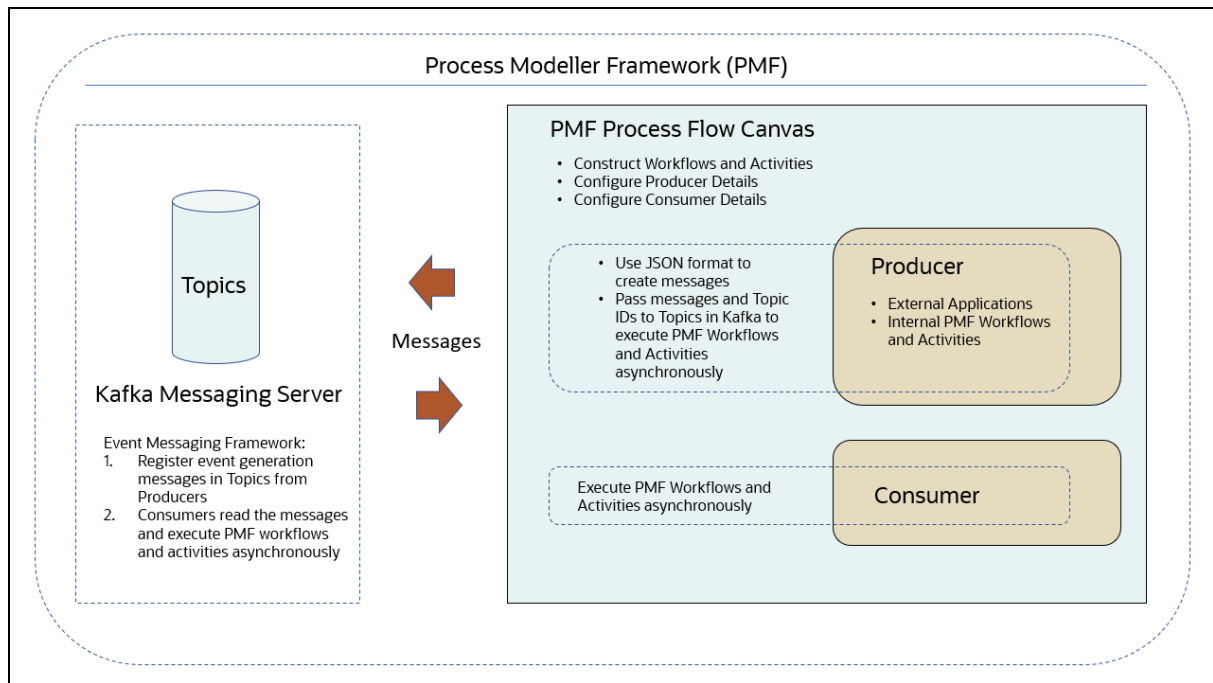 Process Modeller Framework (PMF)
Topics
Kafka Messaging Server
Event Messaging Framework:
1. Register event generation
messages in Topics from
Producers
2. Consumers read the messages
and execute PMF workflows
and activities asynchronously
Messages
PMF Process Flow Canvas
• Construct Workflows and Activities
• Configure Producer Details
• Configure Consumer Details
• Use JSON format to
create messages
• Pass messages and Topic
IDs to Topics in Kafka to
execute PMF Workflows
and Activities
asynchronously
Producer
• External Applications
• Internal PMF Workflows
and Activities
Execute PMF Workflows and
Activities asynchronously
Consumer